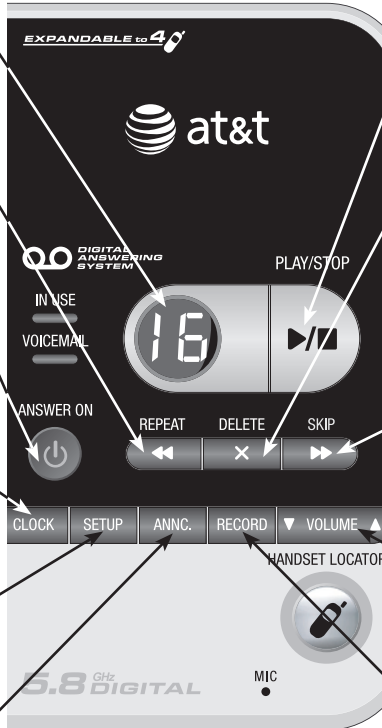 EXPANDABLE to 4
at&t
DIGITAL
ANSWERING
SYSTEM
PLAY/STOP
IN USE
16
VOICEMAIL
ANSWER ON
REPEAT DELETE SKIP
CLOCK SETUP ANNC. RECORD VOLUME
HANDSET LOCATOR
5.8 GHz
DIGITAL
MIC